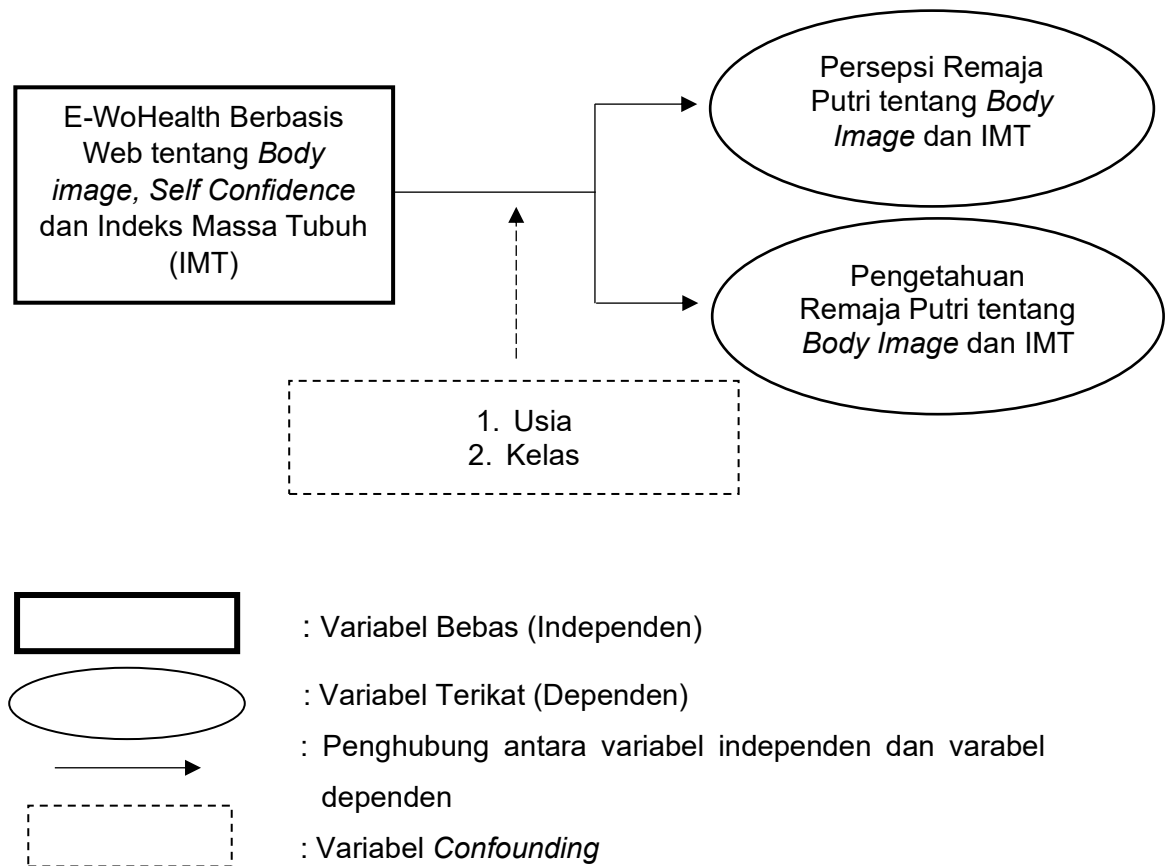 E-WoHealth Berbasis
Web tentang Body
image, Self Confidence
dan Indeks Massa Tubuh
(IMT)
Persepsi Remaja
Putri tentang Body
Image dan IMT
Pengetahuan
Remaja Putri tentang
Body Image dan IMT
1. Usia
2. Kelas
: Variabel Bebas (Independen)
: Variabel Terikat (Dependen)
: Penghubung antara variabel independen dan varabel
dependen
: Variabel Confounding